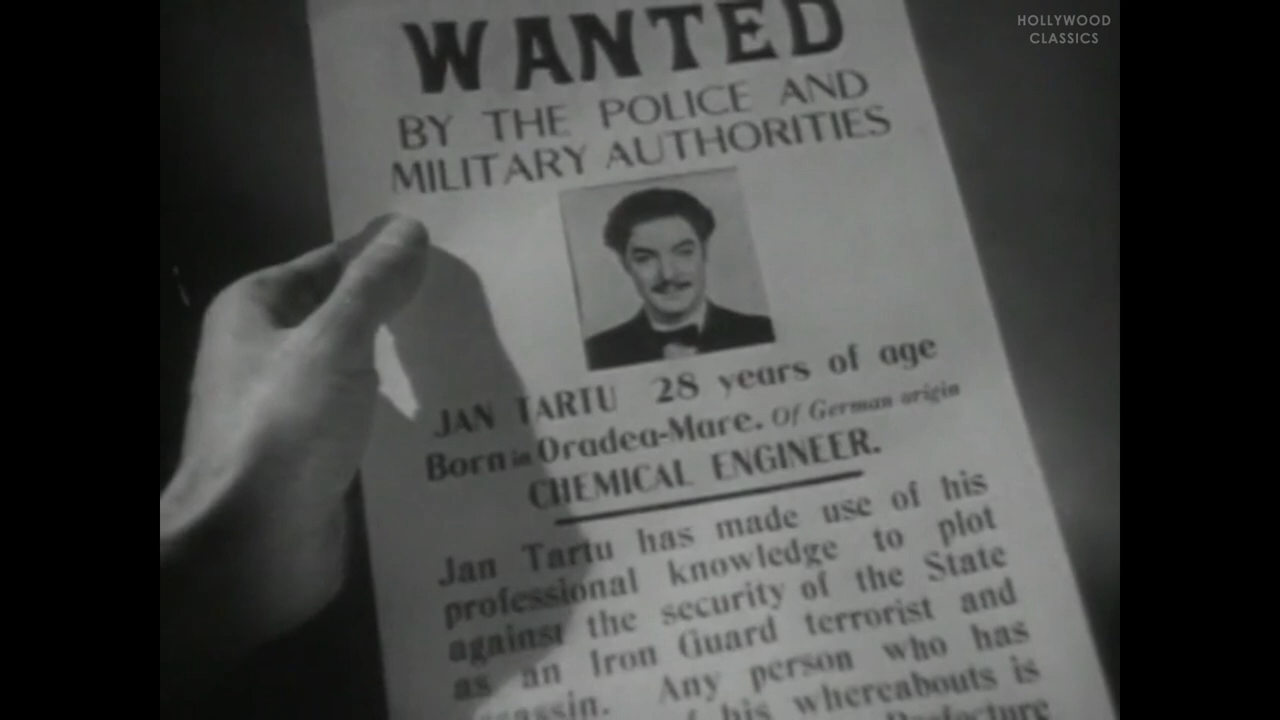 HOLLYWOOD
CLASSICS
WANTED
BY THE POLICE AND
MILITARY AUTHORITIES
JAN TARTU 28 years of age
Born in Oradea-Mare. Of German origin
CHEMICAL ENGINEER.
Jan Tartu has made use of his
professional knowledge to plot
against the security of the State
as an Iron Guard terrorist and
assassin. Any person who has
his whereabouts is